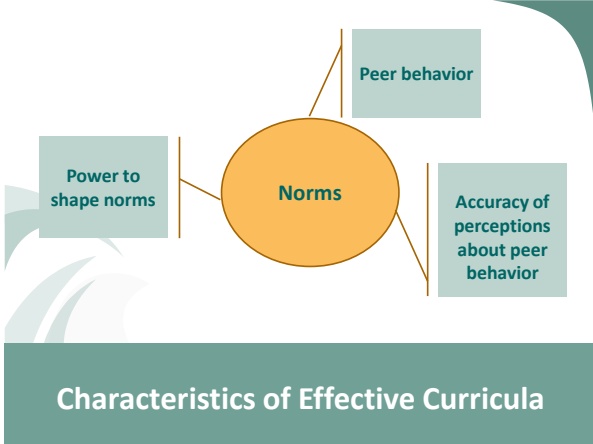 Peer behavior
Power to
shape norms
Norms
Accuracy of
perceptions
about peer
behavior
Characteristics of Effective Curricula